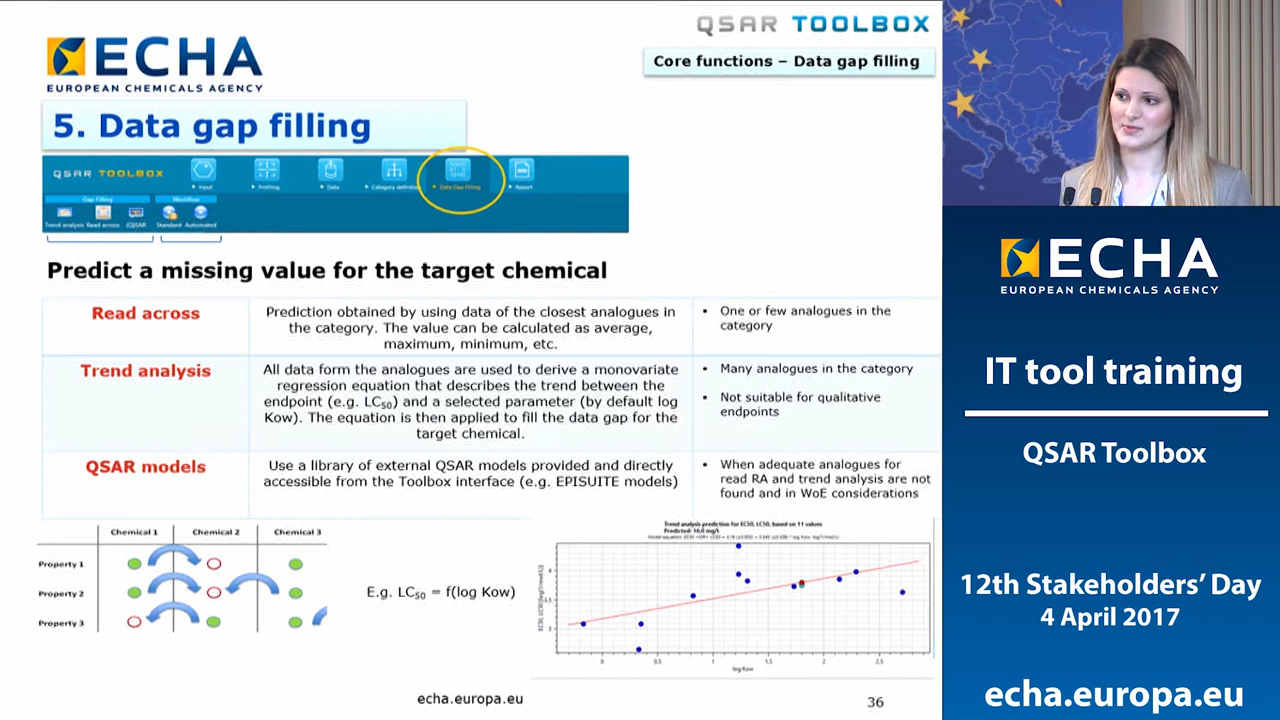 ECHA
EUROPEAN CHEMICALS AGENCY
QSAR TOOLBOX
Core functions – Data gap filling
5. Data gap filling
QSAR TOOLBOX
Input
Profiling
Data
Category definition
Data Gap Filling
Report
Gap Filling
Workflow
Trend analysis Read across (Q)SAR Standard Automated
Predict a missing value for the target chemical
Read across
Prediction obtained by using data of the closest analogues in
the category. The value can be calculated as average,
maximum, minimum, etc.
• One or few analogues in the
category
Trend analysis
All data form the analogues are used to derive a monovariate
regression equation that describes the trend between the
endpoint (e.g. LC50) and a selected parameter (by default log
Kow). The equation is then applied to fill the data gap for the
target chemical.
• Many analogues in the category
• Not suitable for qualitative
endpoints
QSAR models
Use a library of external QSAR models provided and directly
accessible from the Toolbox interface (e.g. EPISUITE models)
• When adequate analogues for
read RA and trend analysis are not
found and in WoE considerations
Chemical 1 Chemical 2 Chemical 3
Property 1
Property 2
Property 3
E.g. LC50 = f(log Kow)
Trend analysis prediction for EC50, LC50, based on 11 values
Predicted: 16.0 mg/L
0 0.5 1 1.5 2 2.5
log Kow
echa.europa.eu
36
ECHA
EUROPEAN CHEMICALS AGENCY
IT tool training
QSAR Toolbox
12th Stakeholders’ Day
4 April 2017
echa.europa.eu